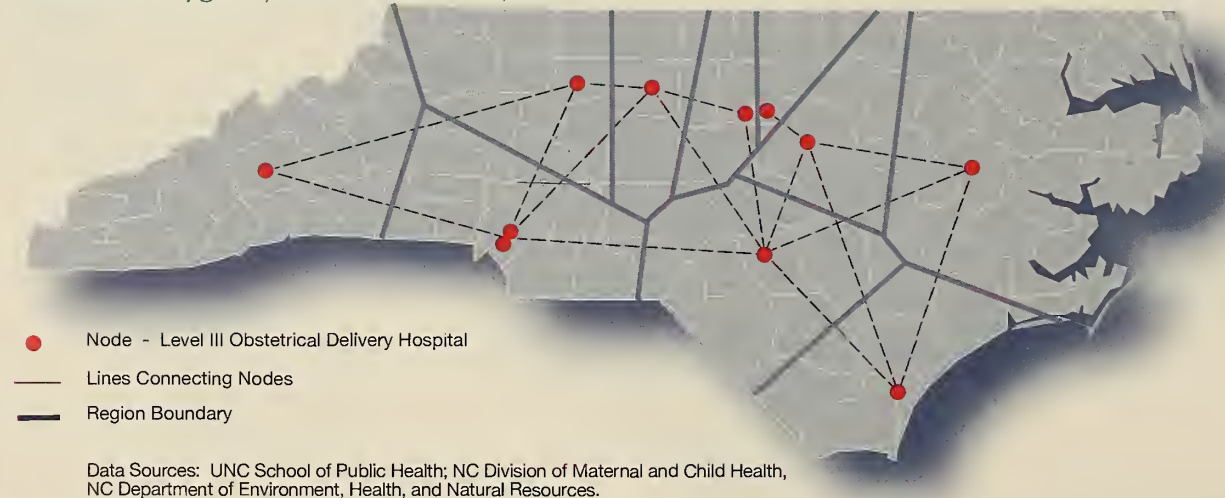 Node - Level III Obstetrical Delivery Hospital
Lines Connecting Nodes
Region Boundary
Data Sources: UNC School of Public Health; NC Division of Maternal and Child Health,
NC Department of Environment, Health, and Natural Resources.